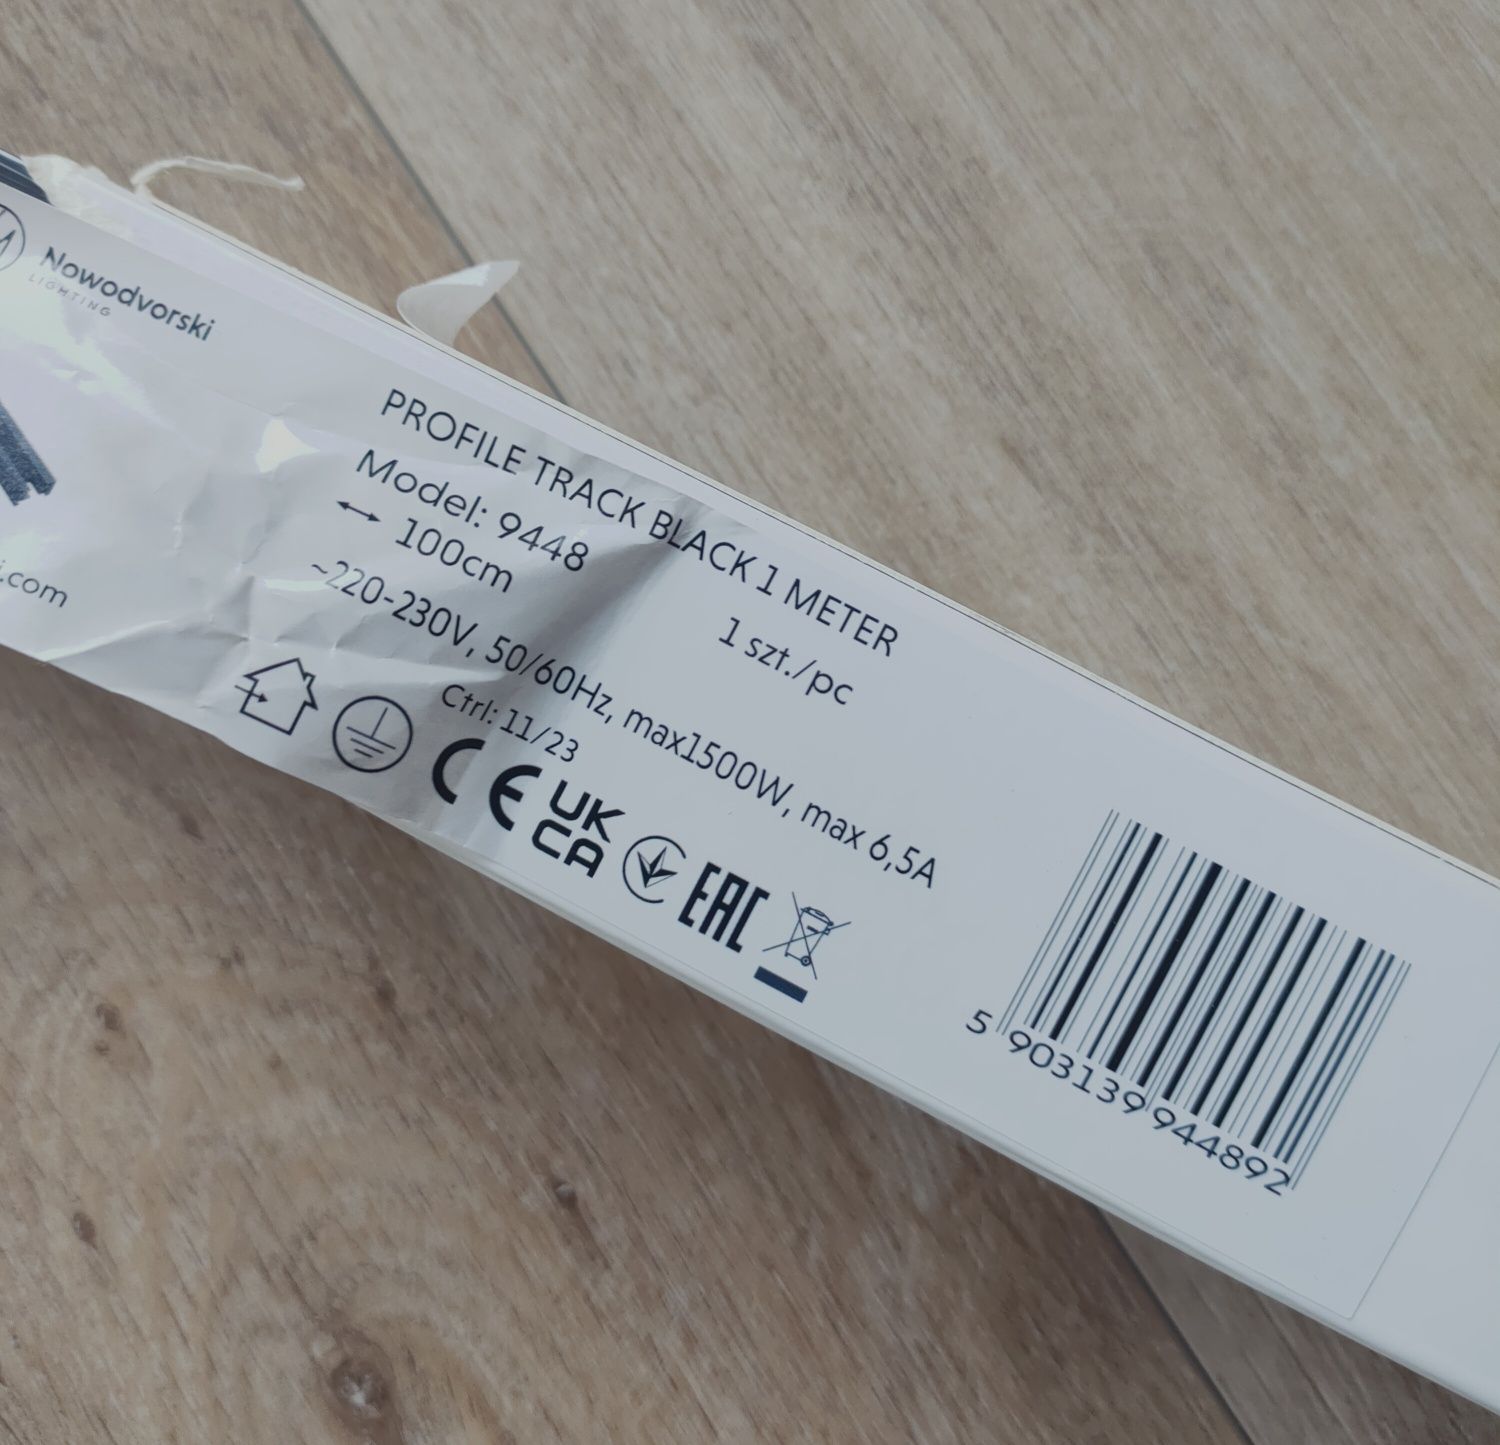 Nowodvorski
LIGHTING
i.com
PROFILE TRACK BLACK 1 METER
Model: 9448
100cm
1 szt./pc
~220-230V, 50/60Hz, max1500W, max 6,5A
Ctrl: 11/23
CE UK CA EAC
5 903139 944892